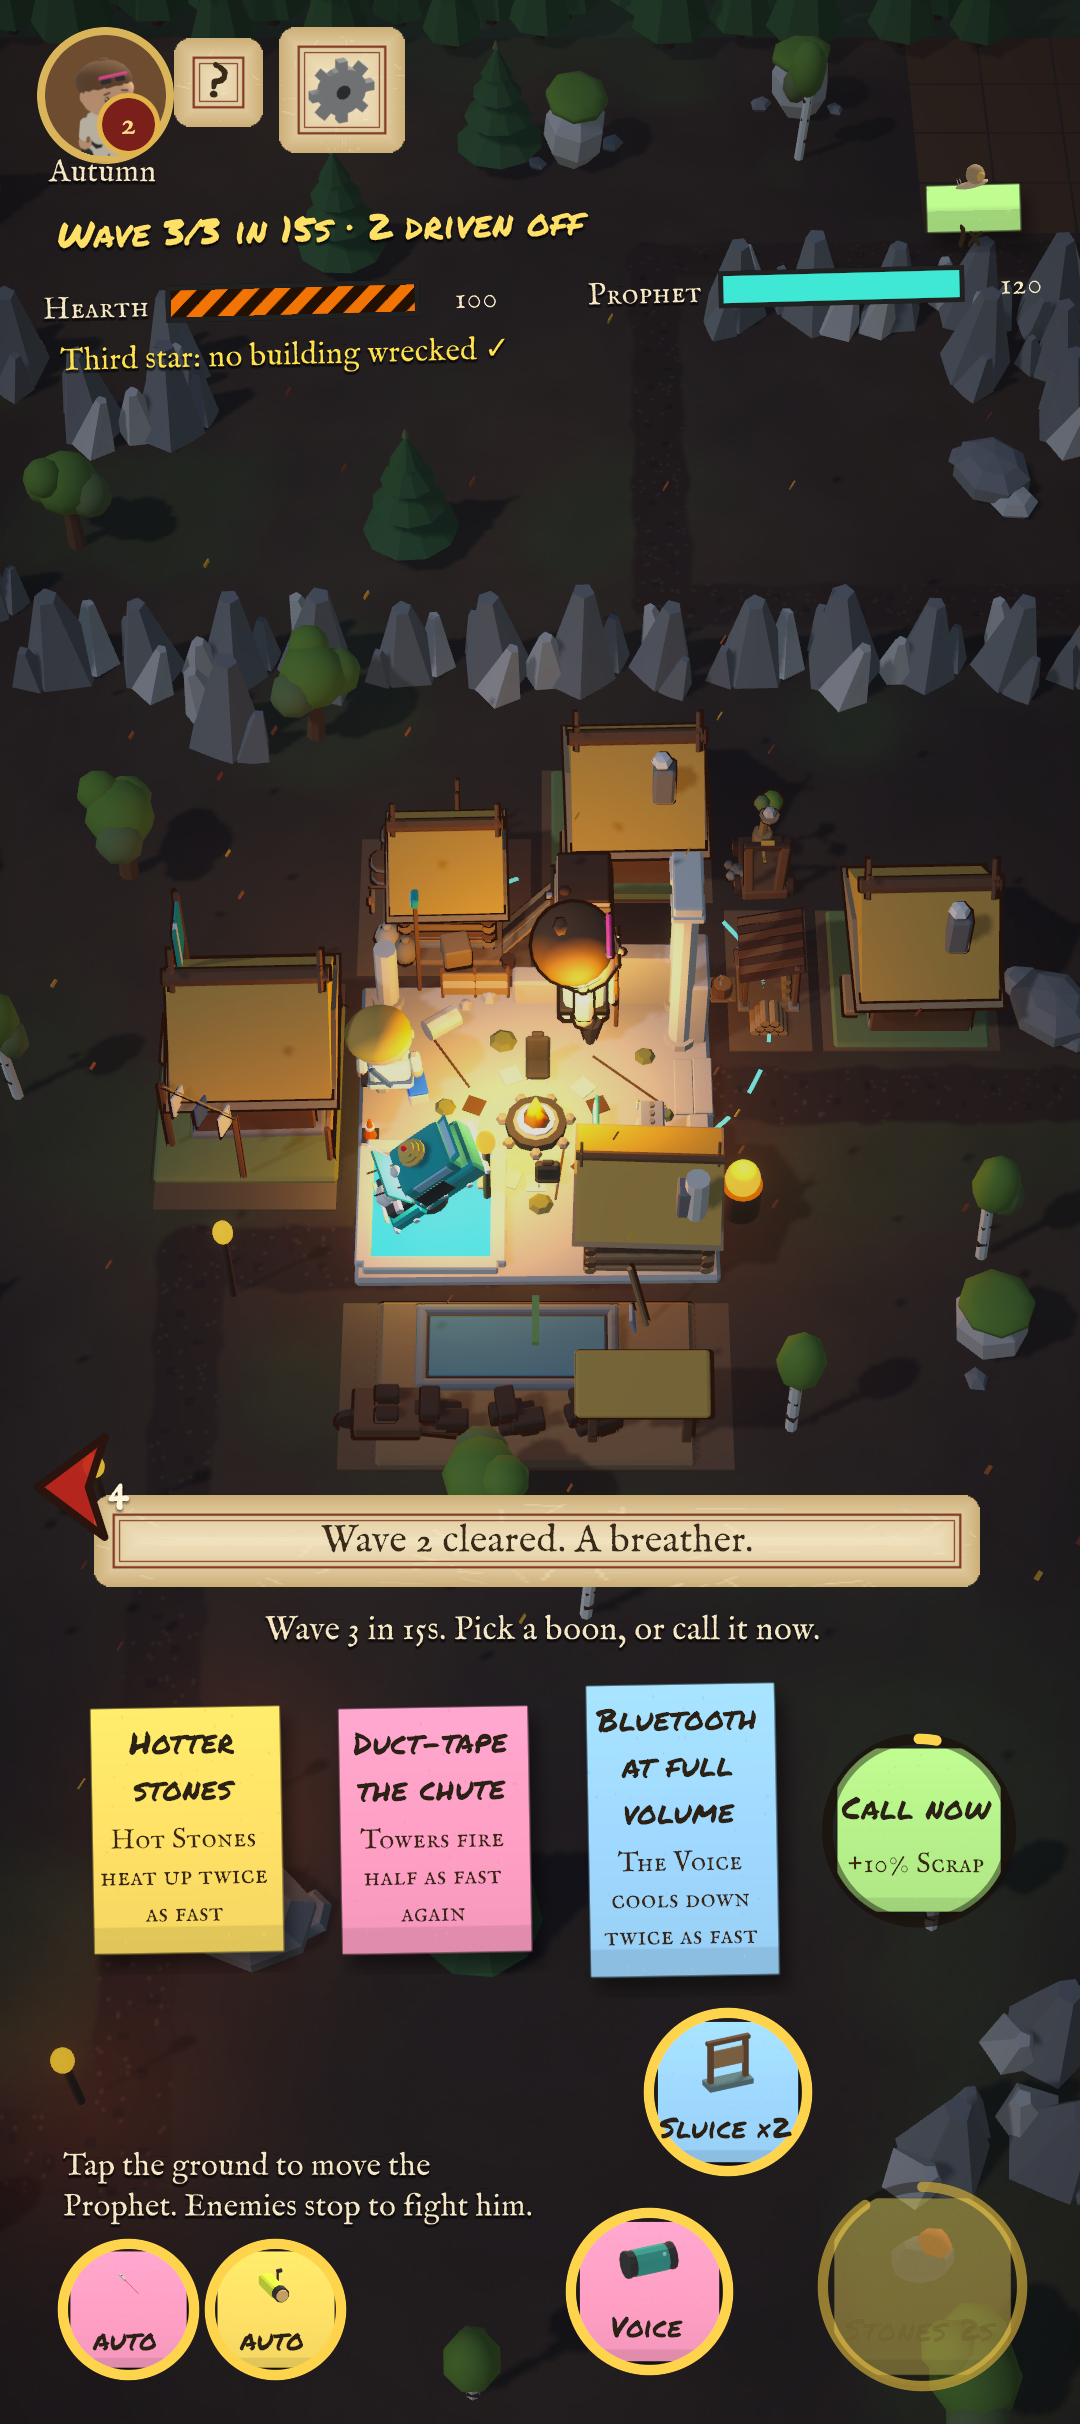 ?
2
Autumn
Wave 3/3 in 15s · 2 driven off
Hearth 100
Prophet 120
Third star: no building wrecked ✓
4
Wave 2 cleared. A breather.
Wave 3 in 15s. Pick a boon, or call it now.
Hotter
stones
Hot Stones
heat up twice
as fast
Duct-tape
the chute
Towers fire
half as fast
again
Bluetooth
at full
volume
The Voice
cools down
twice as fast
Call now
+10% Scrap
Sluice x2
Tap the ground to move the
Prophet. Enemies stop to fight him.
auto
auto
Voice
Stones 2s